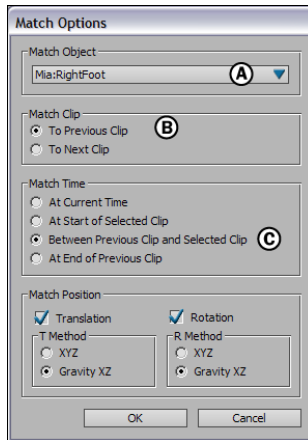 Match Options
Match Object
Mia:RightFoot
A
Match Clip
To Previous Clip
B
To Next Clip
Match Time
At Current Time
At Start of Selected Clip
Between Previous Clip and Selected Clip
C
At End of Previous Clip
Match Position
Translation
Rotation
T Method
R Method
XYZ
XYZ
Gravity XZ
Gravity XZ
OK
Cancel